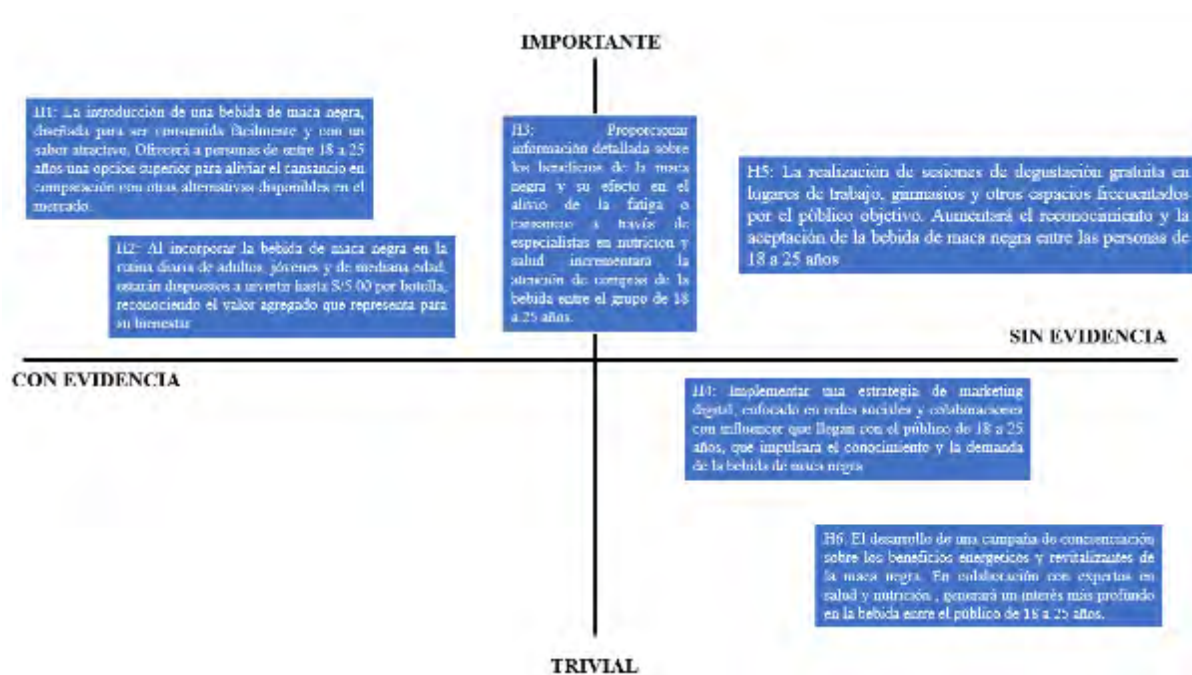 IMPORTANTE
H1: La introducción de una bebida de maca negra,
diseñada para ser consumida fácilmente y con un
sabor atractivo. Ofrecerá a personas de entre 18 a 25
años una opción superior para aliviar el cansancio en
comparación con otras alternativas disponibles en el
mercado.
H2: Al incorporar la bebida de maca negra en la
rutina diaria de adultos, jóvenes y de mediana edad,
estarán dispuestos a invertir hasta S/5.00 por botella,
reconociendo el valor agregado que representa para
su bienestar
H3: Proporcionar
información detallada sobre
los beneficios de la maca
negra y su efecto en el
alivio de la fatiga o
cansancio a través de
especialistas en nutrición y
salud incrementará la
atención de compras de la
bebida entre el grupo de 18
a 25 años.
H5: La realización de sesiones de degustación gratuita en
lugares de trabajo, gimnasios y otros espacios frecuentados
por el público objetivo. Aumentará el reconocimiento y la
aceptación de la bebida de maca negra entre las personas de
18 a 25 años
SIN EVIDENCIA
CON EVIDENCIA
H4: Implementar una estrategia de marketing
digital, enfocado en redes sociales y colaboraciones
con influencer que llegan con el público de 18 a 25
años, que impulsará el conocimiento y la demanda
de la bebida de maca negra
H6: El desarrollo de una campaña de concienciación
sobre los beneficios energéticos y revitalizantes de
la maca negra. En colaboración con expertos en
salud y nutrición , generará un interés más profundo
en la bebida entre el público de 18 a 25 años.
TRIVIAL